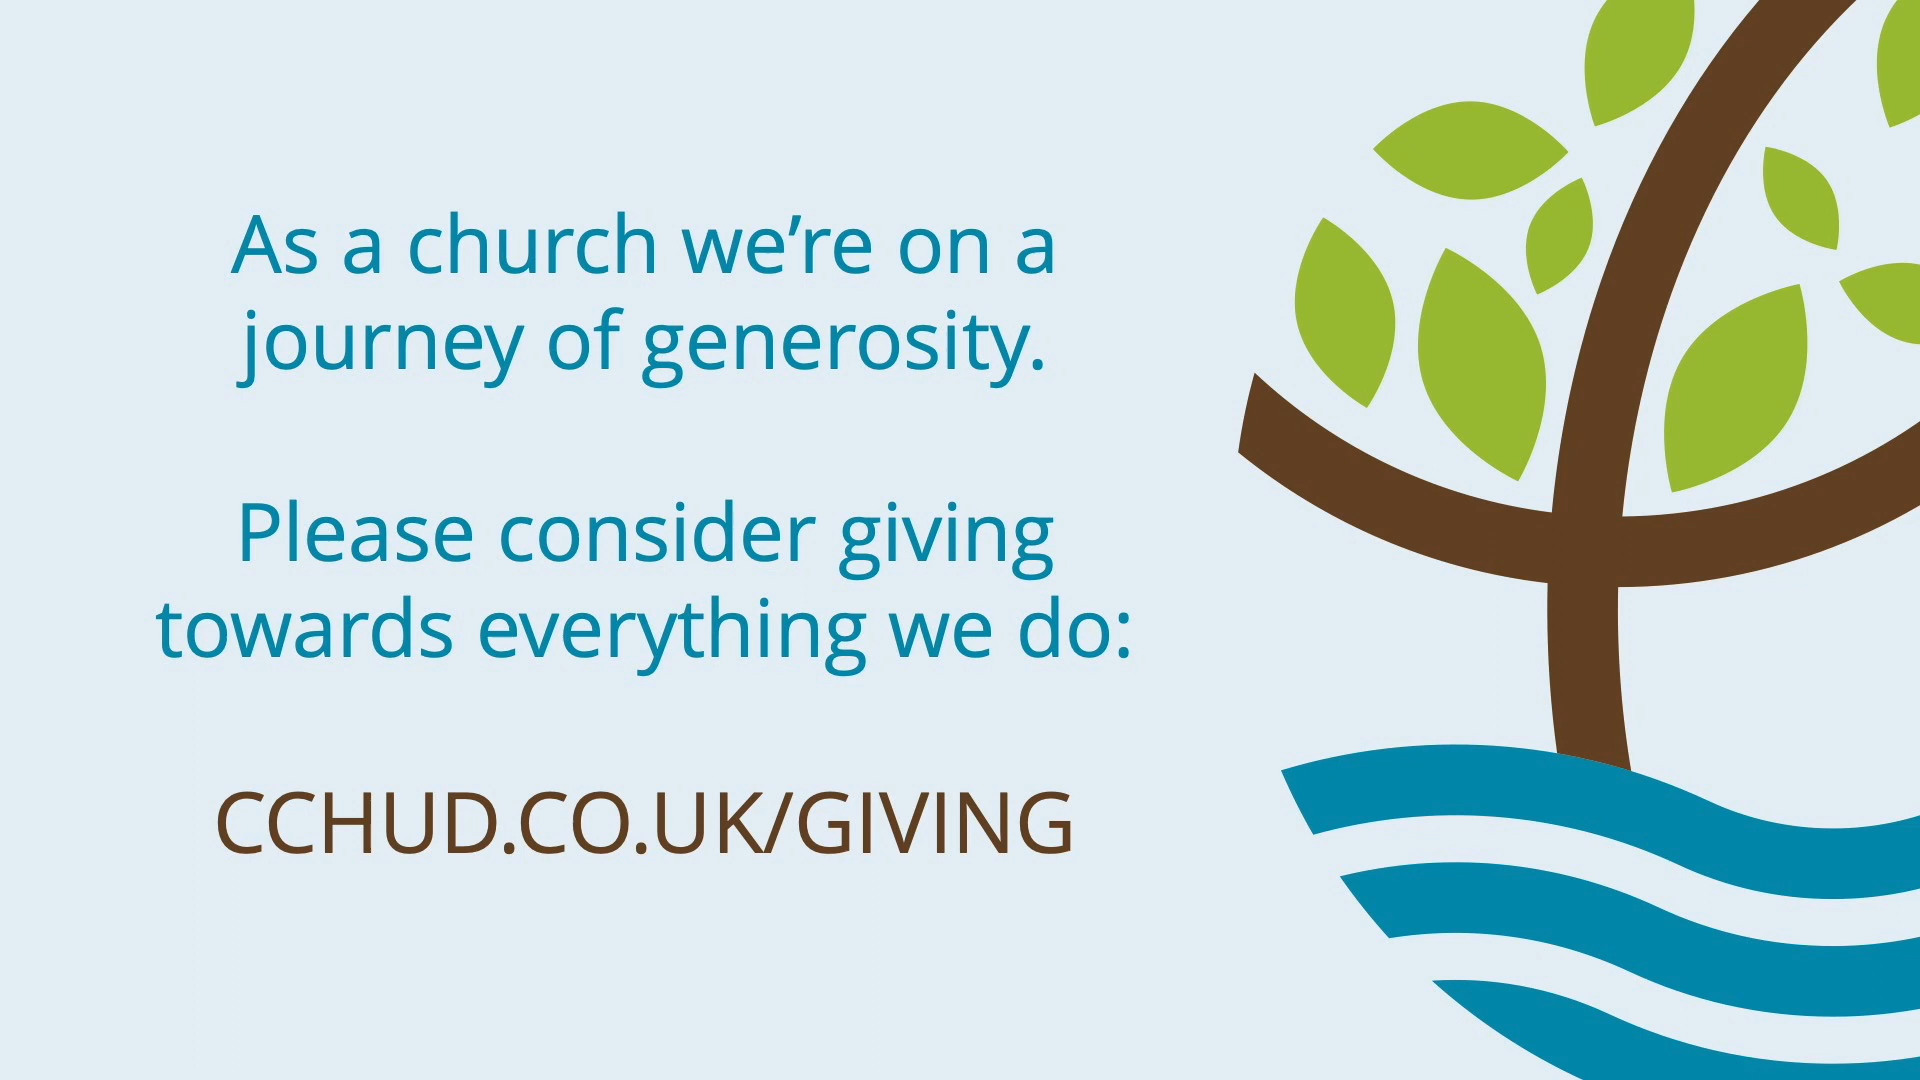 As a church we’re on a
journey of generosity.
Please consider giving
towards everything we do:
CCHUD.CO.UK/GIVING